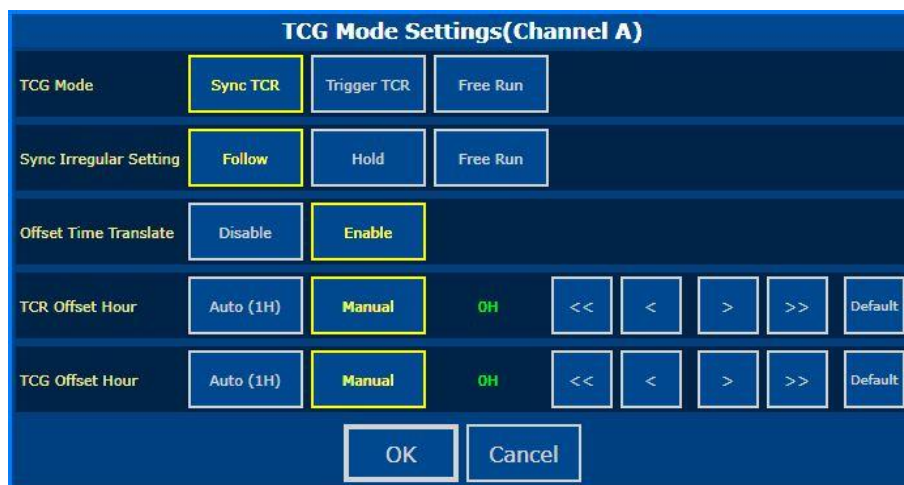 TCG Mode Settings(Channel A)
TCG Mode Sync TCR Trigger TCR Free Run
Sync Irregular Setting Follow Hold Free Run
Offset Time Translate Disable Enable
TCR Offset Hour Auto (1H) Manual 0H << < > >> Default
TCG Offset Hour Auto (1H) Manual 0H << < > >> Default
OK Cancel